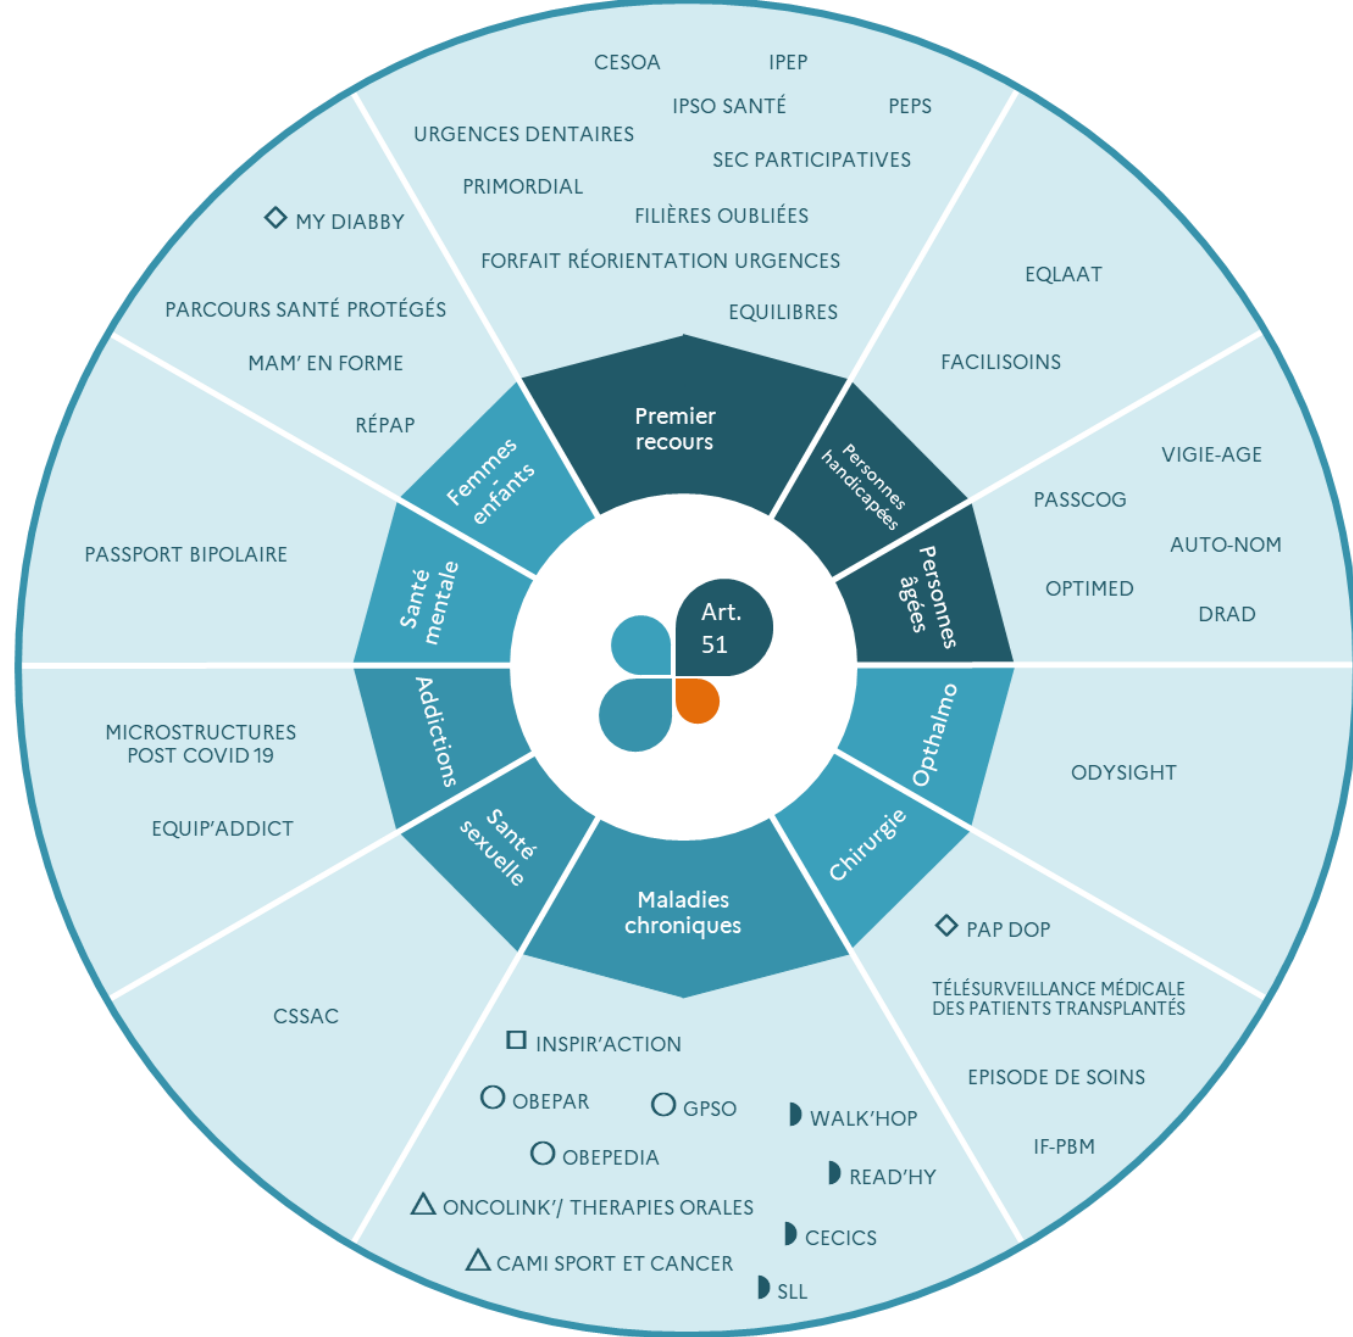 CESOA
IPEP
IPSO SANTÉ
PEPS
URGENCES DENTAIRES
SEC PARTICIPATIVES
PRIMORDIAL
FILIÈRES OUBLIÉES
FORFAIT RÉORIENTATION URGENCES
EQUILIBRES
Premier
recours
EQLAAT
FACILISOINS
Personnes
handicapées
VIGIE-AGE
PASSCOG
AUTO-NOM
OPTIMED
DRAD
Personnes
âgées
ODYSIGHT
Opthalmo
PAP DOP
TÉLÉSURVEILLANCE MÉDICALE
DES PATIENTS TRANSPLANTÉS
EPISODE DE SOINS
IF-PBM
Chirurgie
Maladies
chroniques
INSPIR'ACTION
OBEPAR
GPSO
WALK'HOP
OBEPEDIA
READ'HY
ONCOLINK'/ THERAPIES ORALES
CECICS
CAMI SPORT ET CANCER
SLL
Santé
sexuelle
CSSAC
Addictions
MICROSTRUCTURES
POST COVID 19
EQUIP'ADDICT
Santé
mentale
PASSPORT BIPOLAIRE
Femmes
-
enfants
MY DIABBY
PARCOURS SANTÉ PROTÉGÉS
MAM' EN FORME
RÉPAP
Art.
51